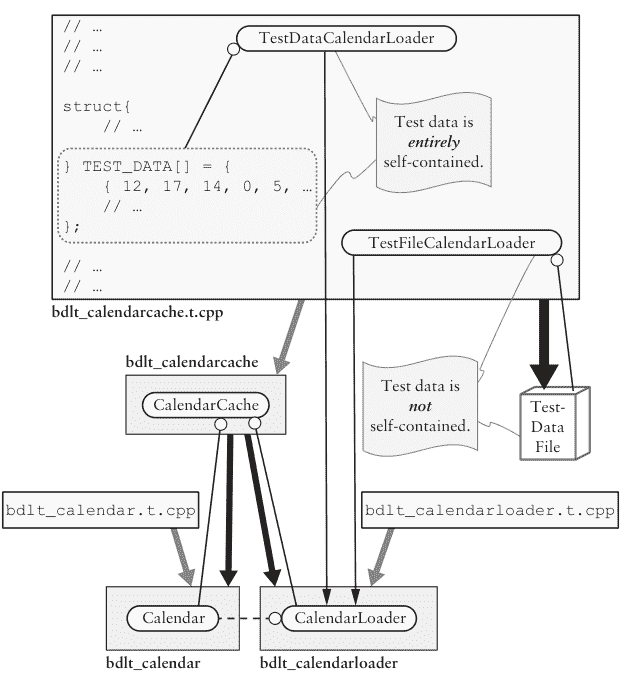 // …
// …
// …
TestDataCalendarLoader
struct{
// …
Test data is
entirely
self-contained.
} TEST_DATA[] = {
{ 12, 17, 14, 0, 5, …
// …
};
TestFileCalendarLoader
// …
// …
bdlt_calendarcache.t.cpp
bdlt_calendarcache
CalendarCache
Test data is
not
self-contained.
Test-
Data
File
bdlt_calendar.t.cpp
bdlt_calendarloader.t.cpp
Calendar
CalendarLoader
bdlt_calendar
bdlt_calendarloader